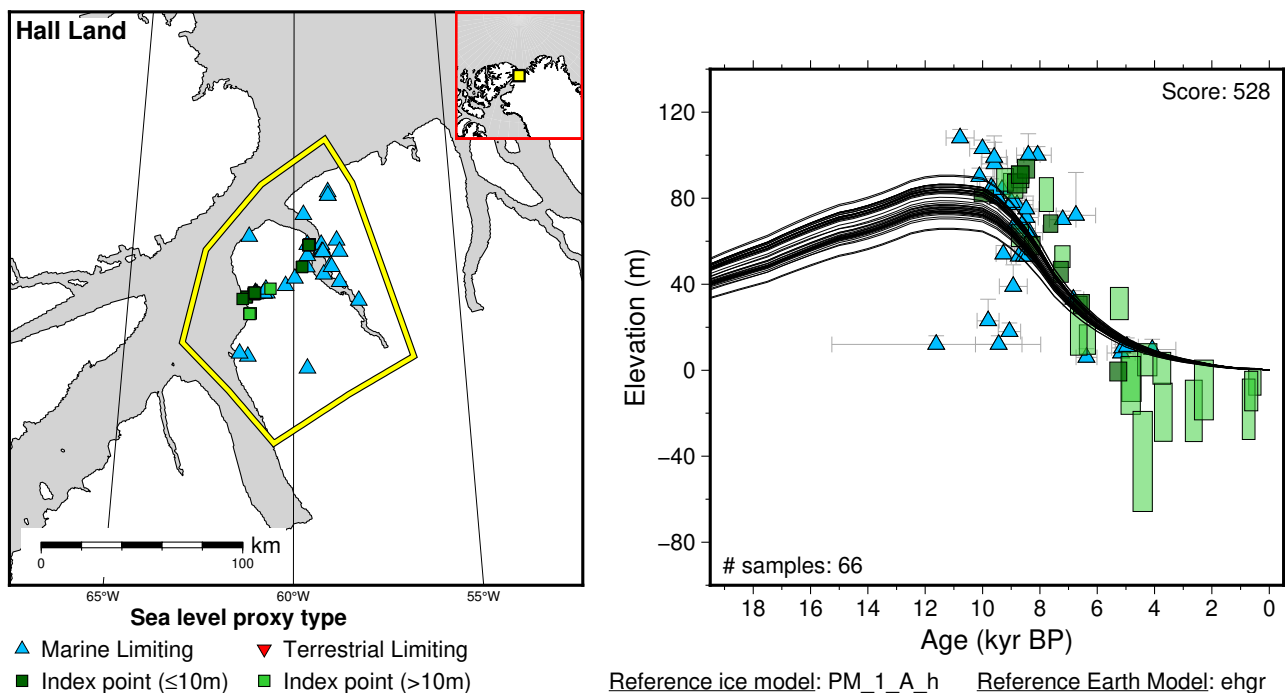 Hall Land
km
0
100
65°W
60°W
55°W
Sea level proxy type
Marine Limiting
Terrestrial Limiting
Index point (≤10m)
Index point (>10m)
Score: 528
120
80
40
0
−40
−80
Elevation (m)
# samples: 66
18 16 14 12 10 8 6 4 2 0
Age (kyr BP)
Reference ice model: PM_1_A_h
Reference Earth Model: ehgr